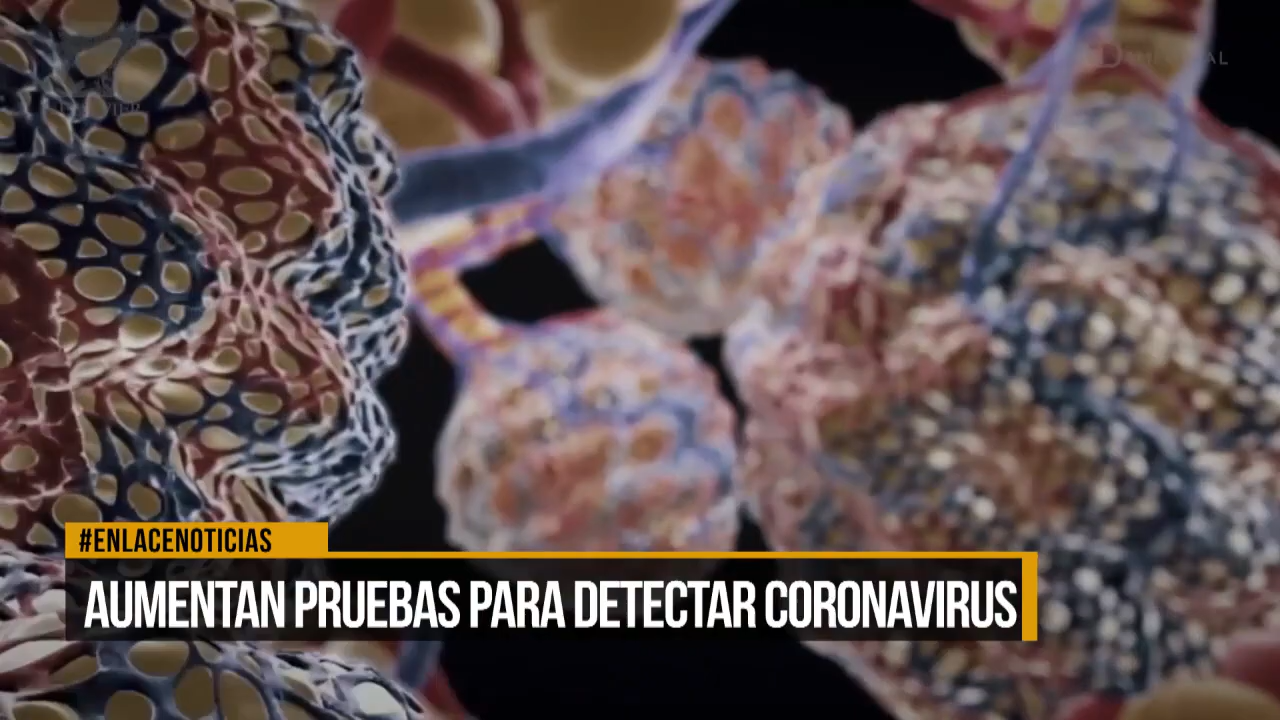 #ENLACENOTICIAS
AUMENTAN PRUEBAS PARA DETECTAR CORONAVIRUS